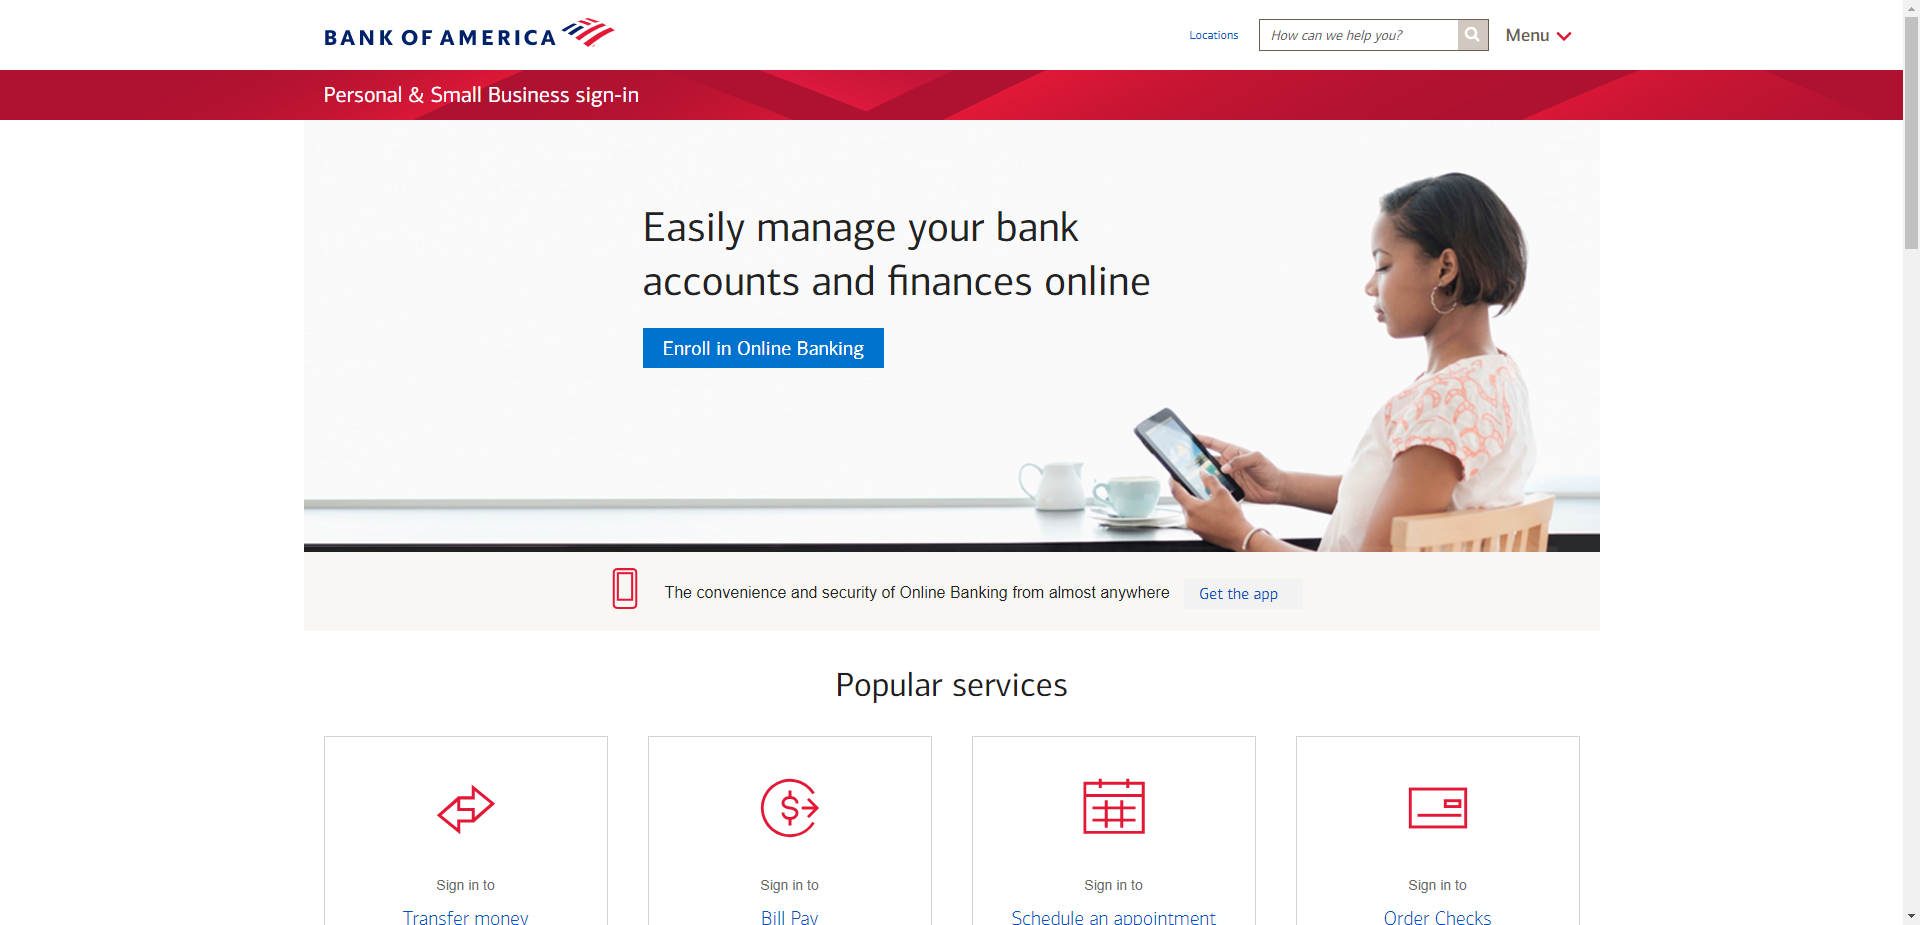 BANK OF AMERICA
Locations
How can we help you?
Menu
Personal & Small Business sign-in
Easily manage your bank
accounts and finances online
Enroll in Online Banking
The convenience and security of Online Banking from almost anywhere
Get the app
Popular services
Sign in to
Transfer money
Sign in to
Bill Pay
Sign in to
Schedule an appointment
Sign in to
Order Checks